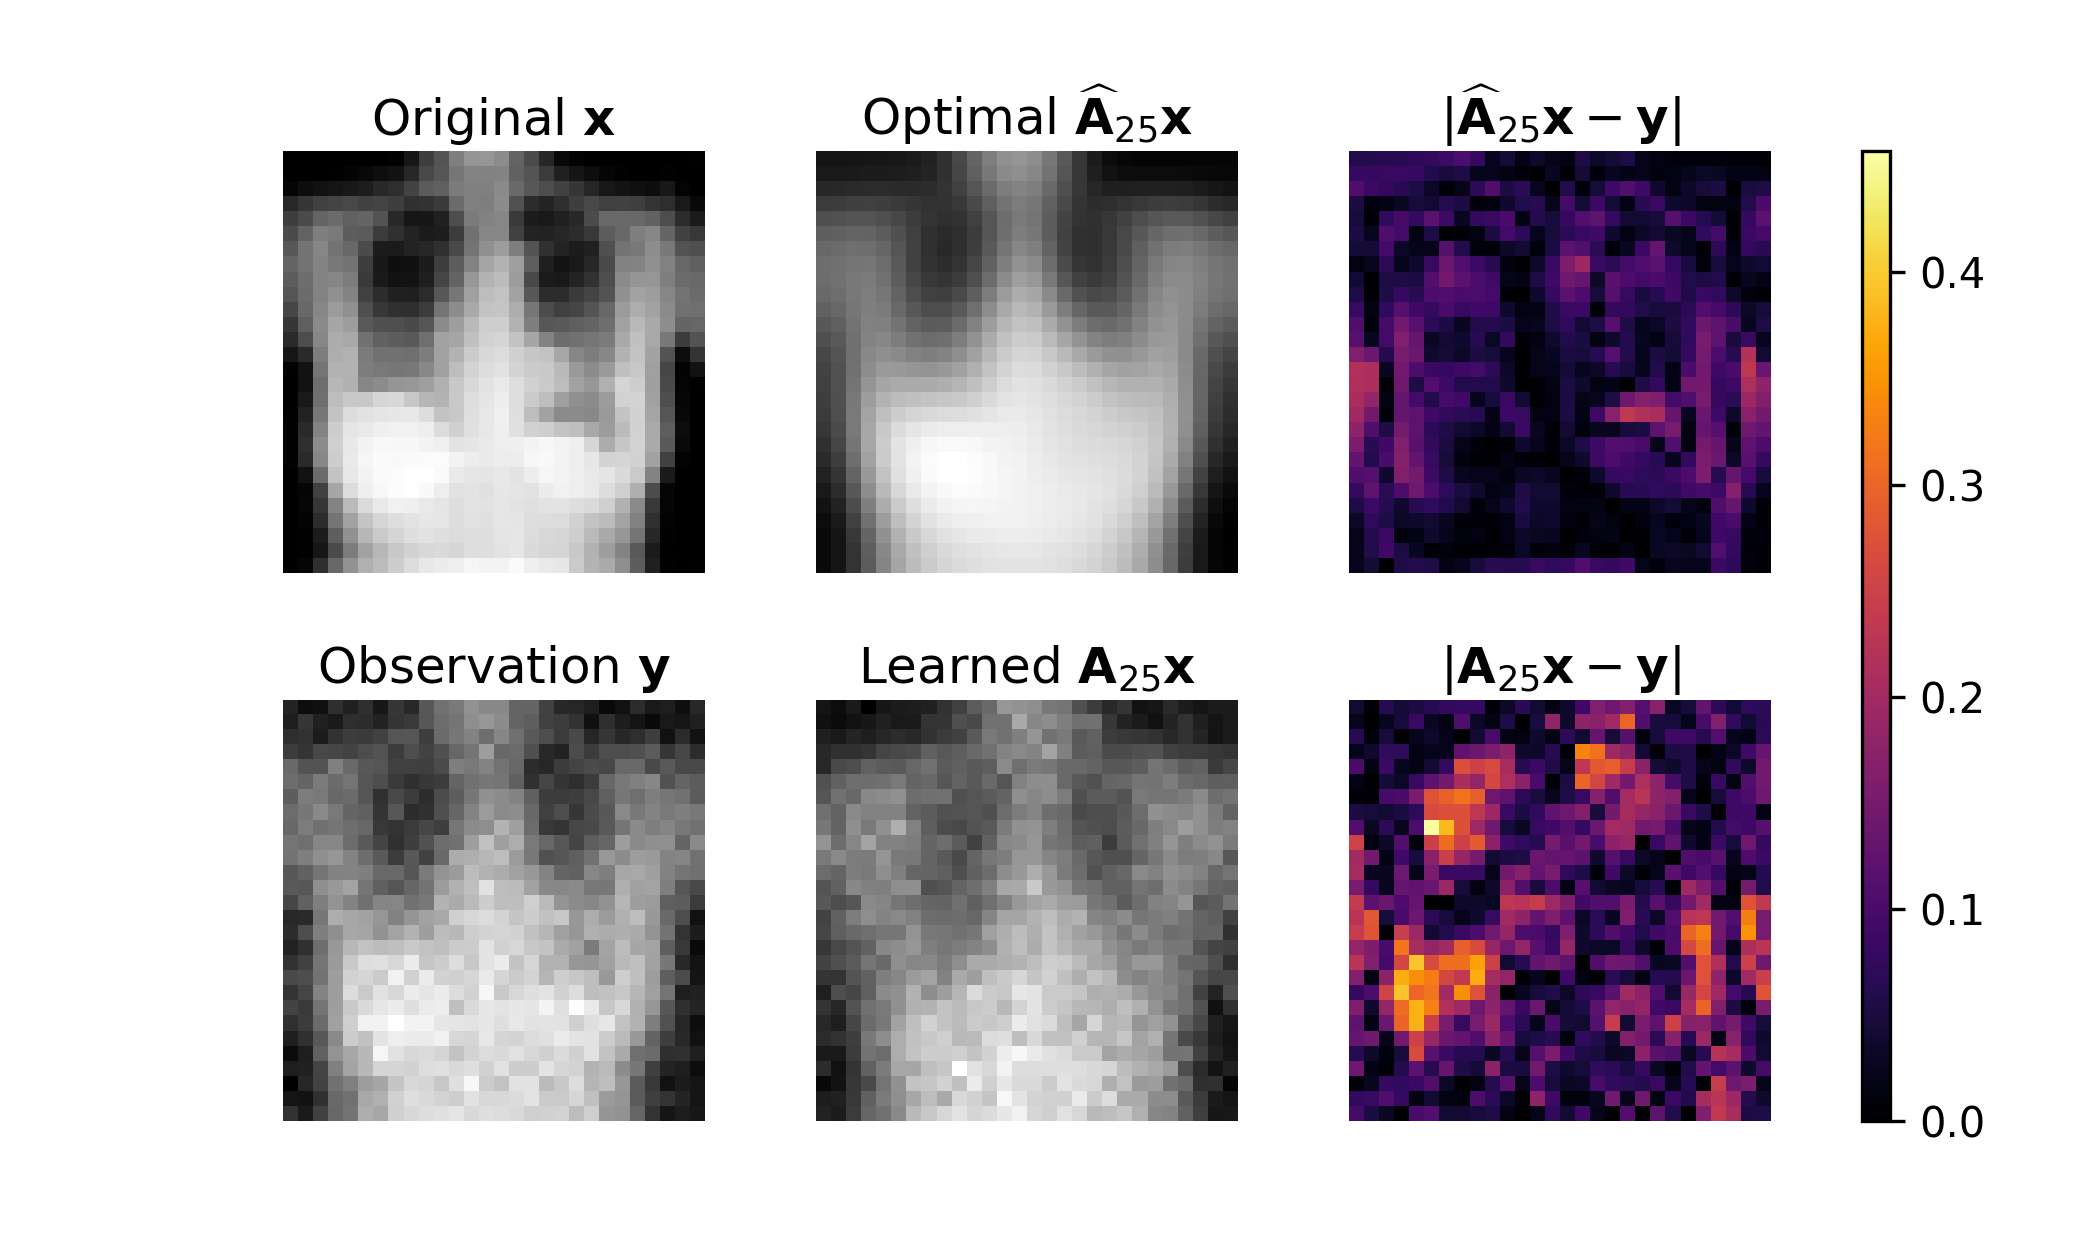 Original x
Optimal Â₂₅x
|Â₂₅x − y|
0.4
0.3
0.2
0.1
0.0
Observation y
Learned A₂₅x
|A₂₅x − y|